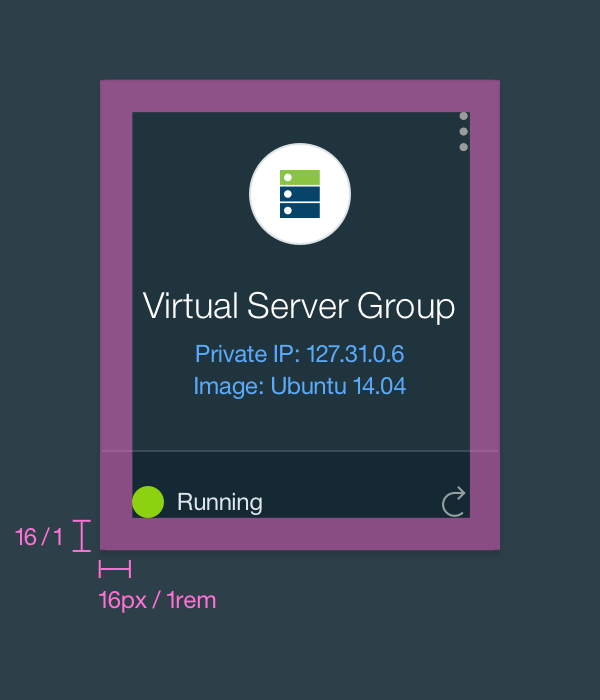 Virtual Server Group
Private IP: 127.31.0.6
Image: Ubuntu 14.04
Running
16 / 1
16px / 1rem